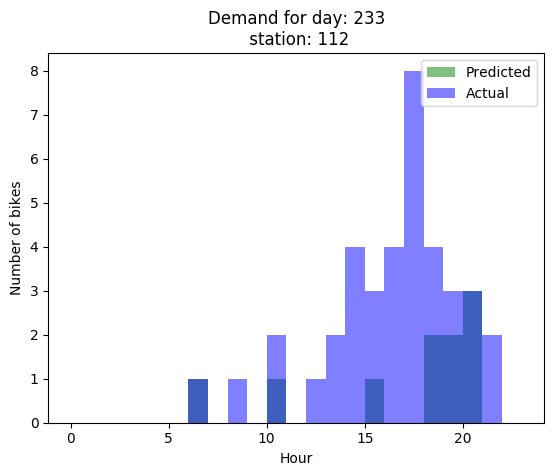 Demand for day: 233
station: 112
Predicted
Actual
8
7
6
5
4
3
2
1
0
Number of bikes
0 5 10 15 20
Hour